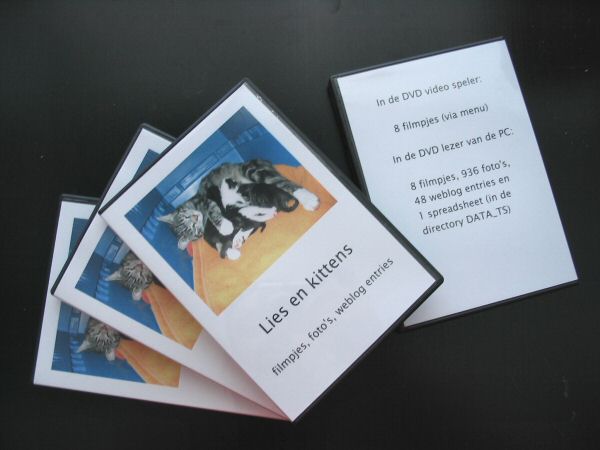 Lies en kittens
filmpjes, foto's, weblog entries
In de DVD video speler:
8 filmpjes (via menu)
In de DVD lezer van de PC:
8 filmpjes, 936 foto's,
48 weblog entries en
1 spreadsheet (in de
directory DATA_TS)